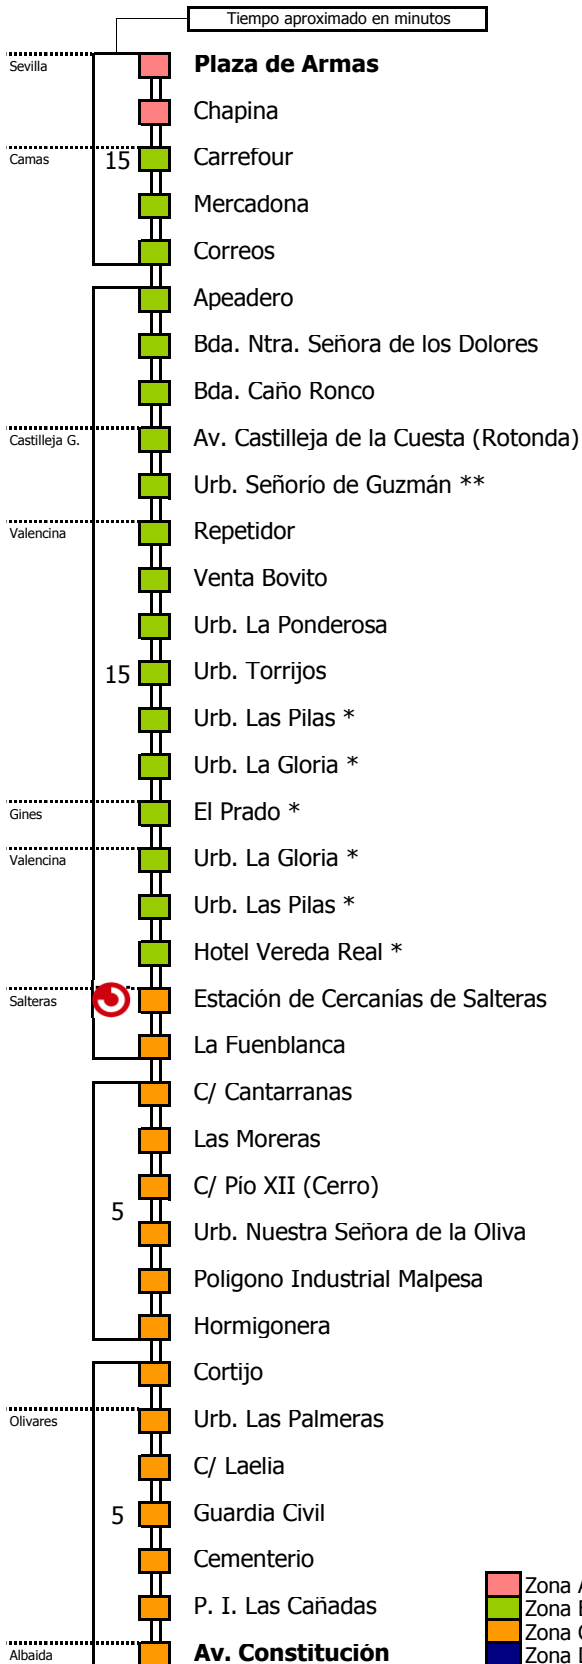 Tiempo aproximado en minutos
Sevilla
Plaza de Armas
Chapina
Camas
15
Carrefour
Mercadona
Correos
Apeadero
Bda. Ntra. Señora de los Dolores
Bda. Caño Ronco
Castilleja G.
Av. Castilleja de la Cuesta (Rotonda)
Urb. Señorío de Guzmán **
Valencina
Repetidor
Venta Bovito
Urb. La Ponderosa
15
Urb. Torrijos
Urb. Las Pilas *
Urb. La Gloria *
Gines
El Prado *
Valencina
Urb. La Gloria *
Urb. Las Pilas *
Hotel Vereda Real *
Salteras
Estación de Cercanías de Salteras
La Fuenblanca
C/ Cantarranas
Las Moreras
C/ Pío XII (Cerro)
5
Urb. Nuestra Señora de la Oliva
Poligono Industrial Malpesa
Hormigonera
Cortijo
Olivares
Urb. Las Palmeras
C/ Laelia
5
Guardia Civil
Cementerio
P. I. Las Cañadas
Albaida
Av. Constitución
Zona
Zona
Zona
Zona